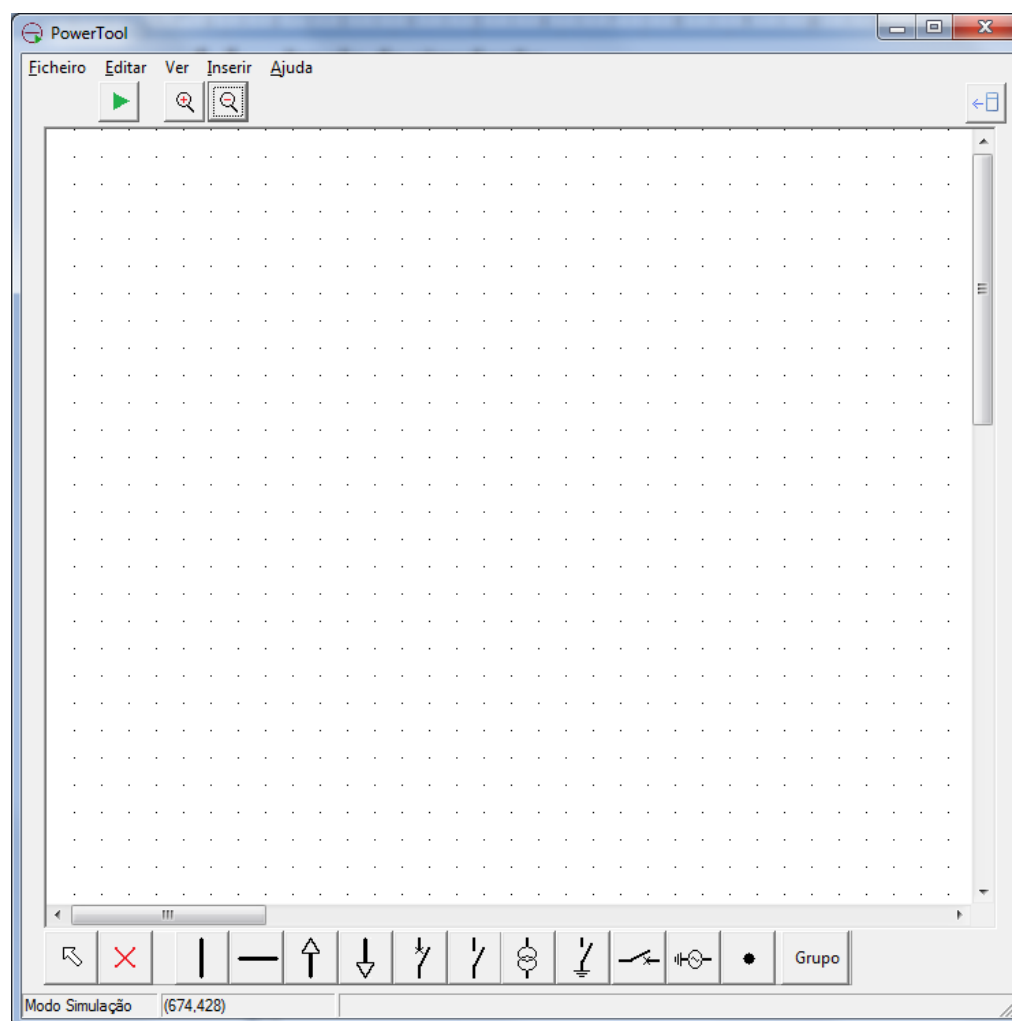 PowerTool
Ficheiro Editar Ver Inserir Ajuda
Grupo
Modo Simulação (674,428)